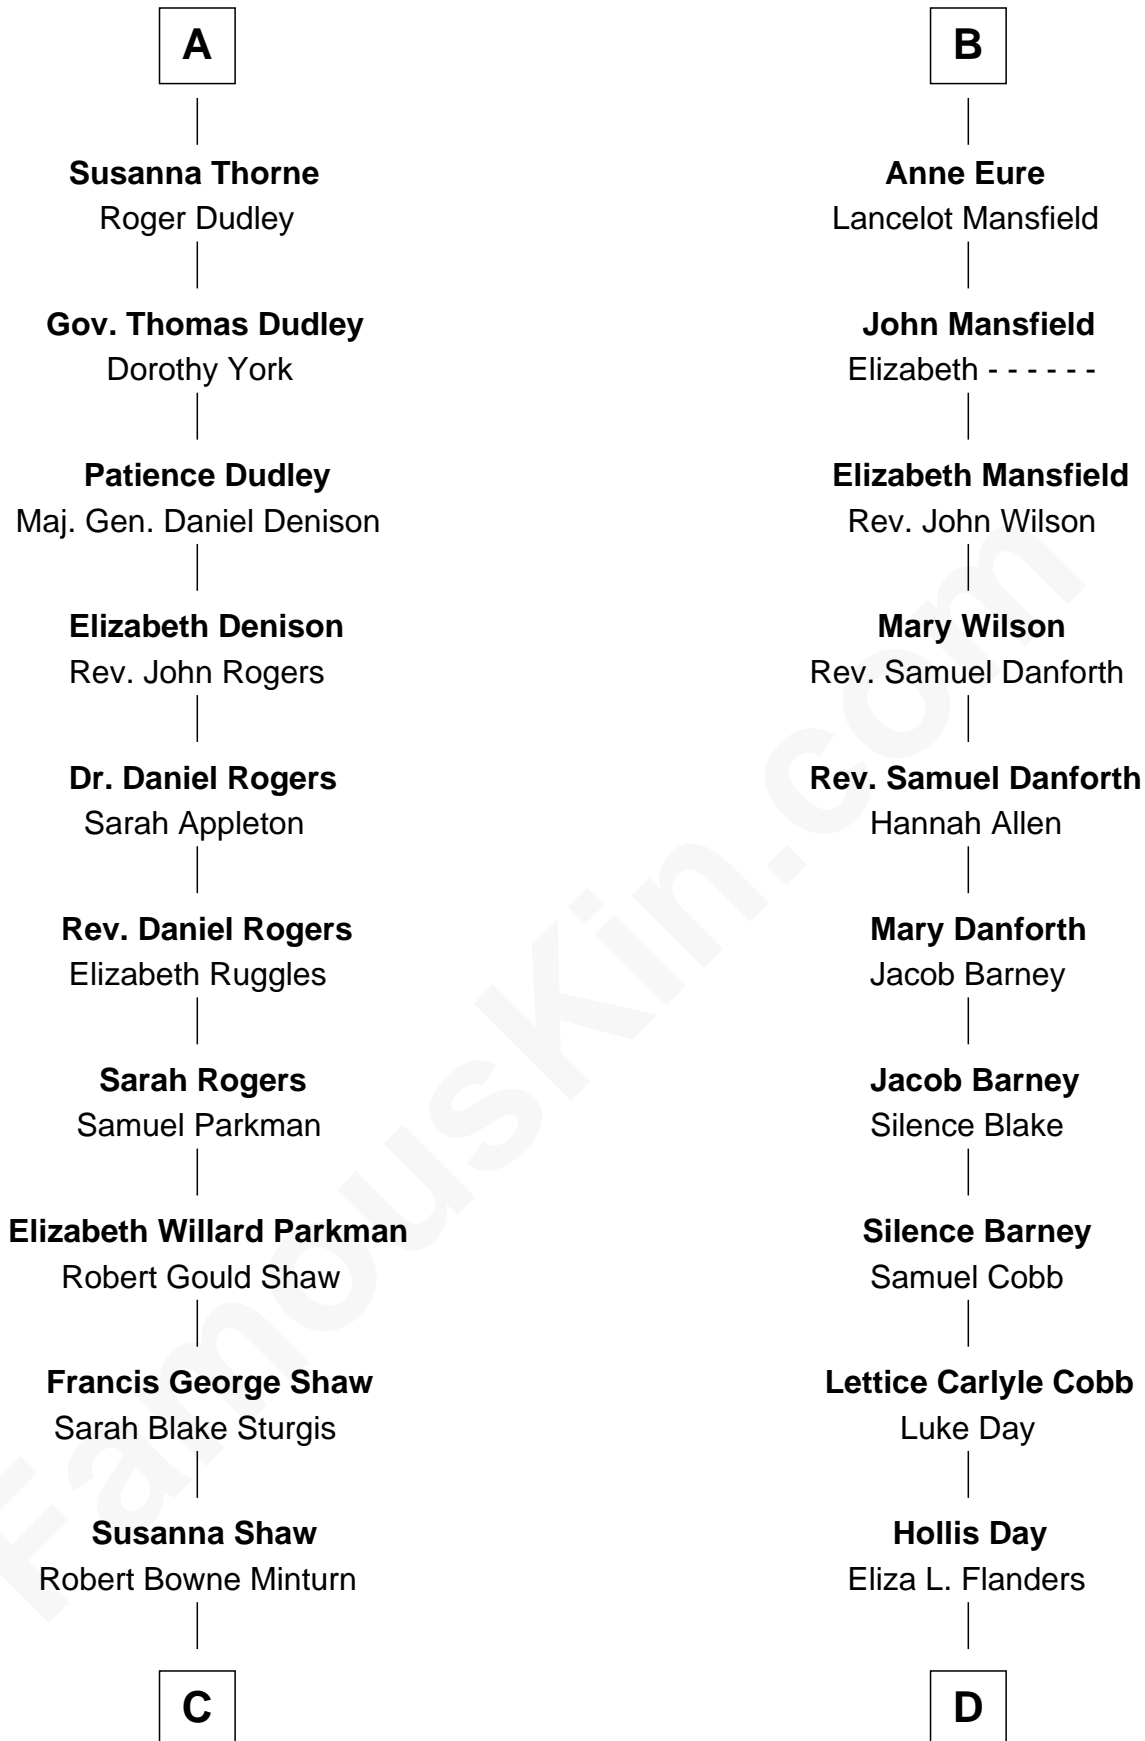 A
Susanna Thorne
Roger Dudley
Gov. Thomas Dudley
Dorothy York
Patience Dudley
Maj. Gen. Daniel Denison
Elizabeth Denison
Rev. John Rogers
Dr. Daniel Rogers
Sarah Appleton
Rev. Daniel Rogers
Elizabeth Ruggles
Sarah Rogers
Samuel Parkman
Elizabeth Willard Parkman
Robert Gould Shaw
Francis George Shaw
Sarah Blake Sturgis
Susanna Shaw
Robert Bowne Minturn
C
B
Anne Eure
Lancelot Mansfield
John Mansfield
Elizabeth - - - - - -
Elizabeth Mansfield
Rev. John Wilson
Mary Wilson
Rev. Samuel Danforth
Rev. Samuel Danforth
Hannah Allen
Mary Danforth
Jacob Barney
Jacob Barney
Silence Blake
Silence Barney
Samuel Cobb
Lettice Carlyle Cobb
Luke Day
Hollis Day
Eliza L. Flanders
D
FamousKin.com